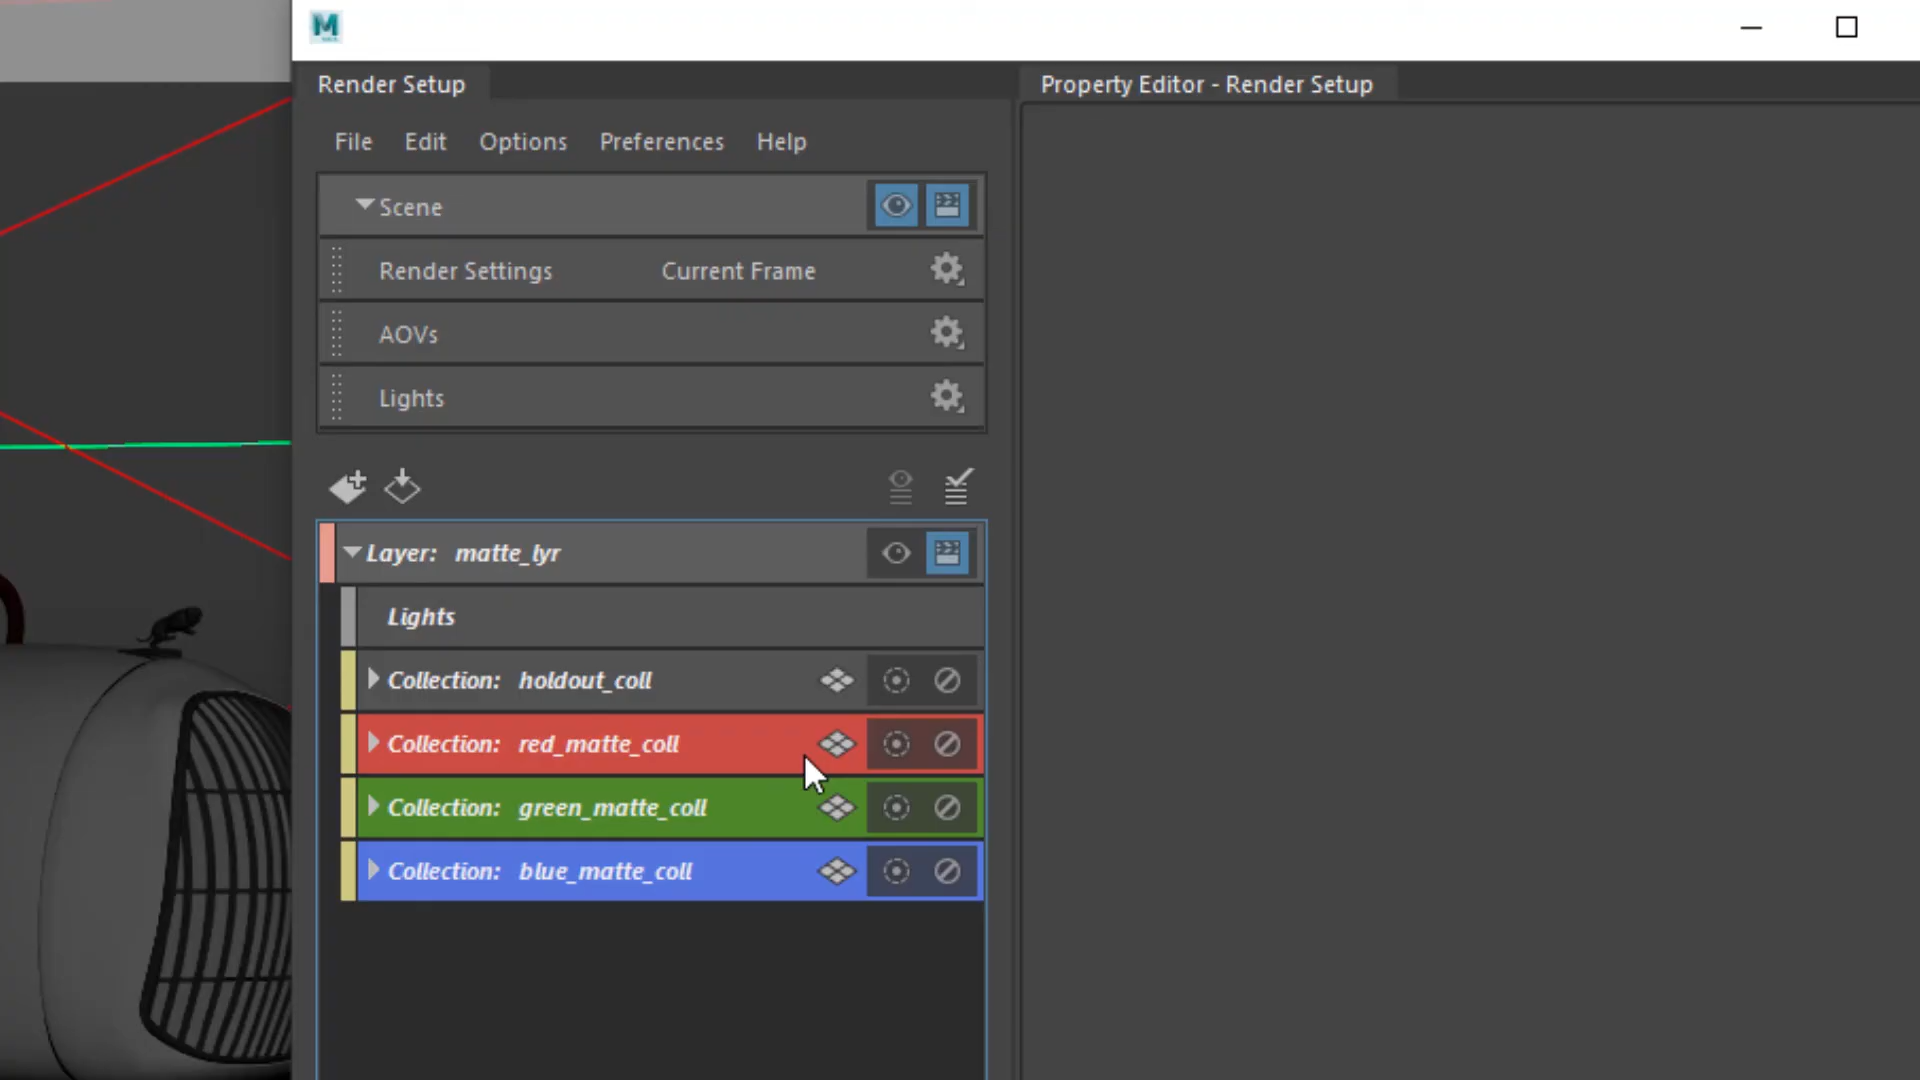 M
Render Setup
Property Editor - Render Setup
File Edit Options Preferences Help
Scene
Render Settings Current Frame
AOVs
Lights
Layer: matte_lyr
Lights
Collection: holdout_coll
Collection: red_matte_coll
Collection: green_matte_coll
Collection: blue_matte_coll